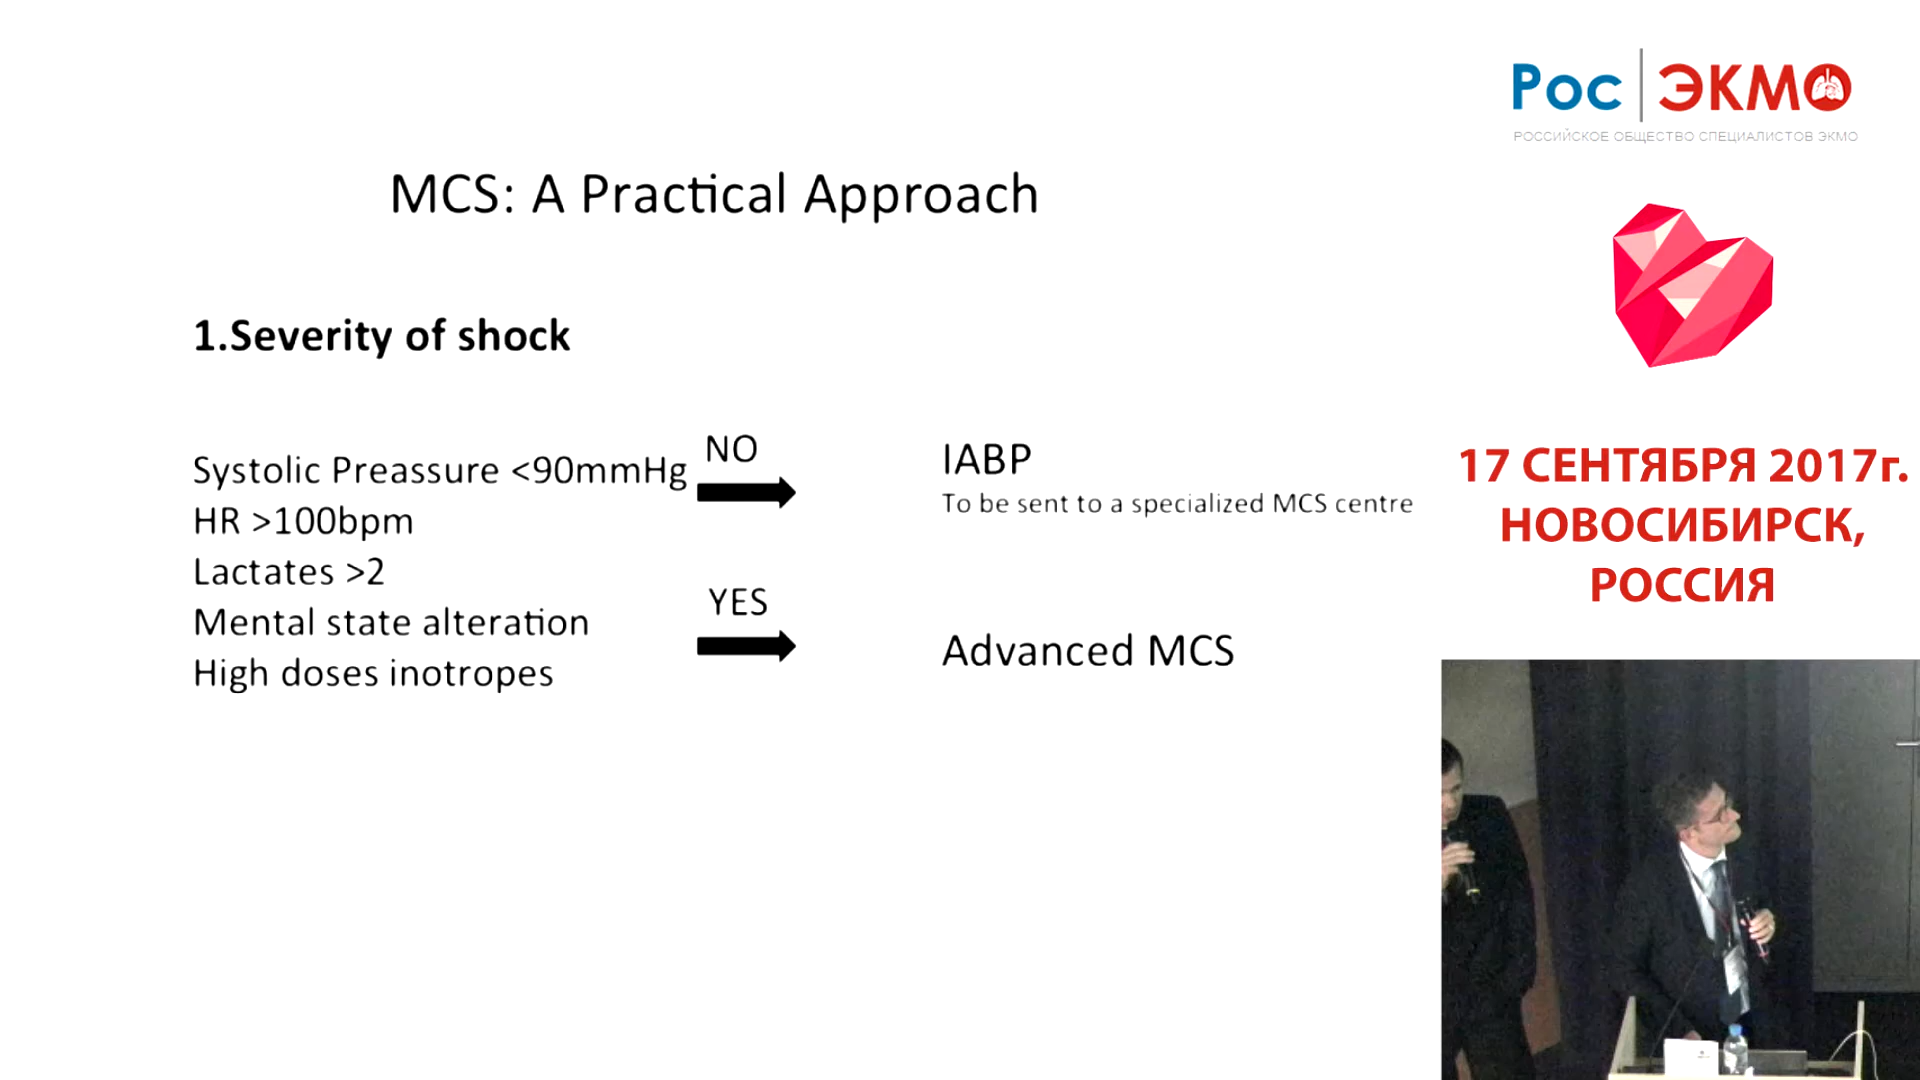 Рос ЭКМО
РОССИЙСКОЕ ОБЩЕСТВО СПЕЦИАЛИСТОВ ЭКМО
MCS: A Practical Approach
1.Severity of shock
Systolic Preassure <90mmHg
HR >100bpm
Lactates >2
Mental state alteration
High doses inotropes
NO
IABP
To be sent to a specialized MCS centre
YES
Advanced MCS
17 СЕНТЯБРЯ 2017г.
НОВОСИБИРСК,
РОССИЯ